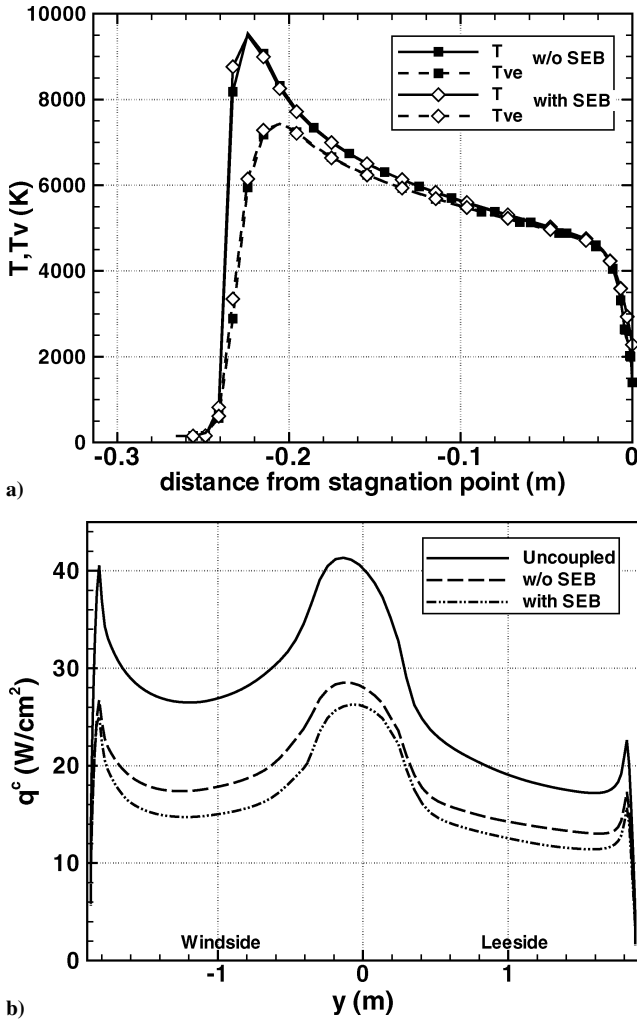 10000
8000
6000
4000
2000
0
T,Tv (K)
T w/o SEB
Tve
T with SEB
Tve
-0.3 -0.2 -0.1 0
distance from stagnation point (m)
a)
40
30
20
10
0
q^c (W/cm^2)
Uncoupled
w/o SEB
with SEB
Windside Leeside
-1 0 1
y (m)
b)